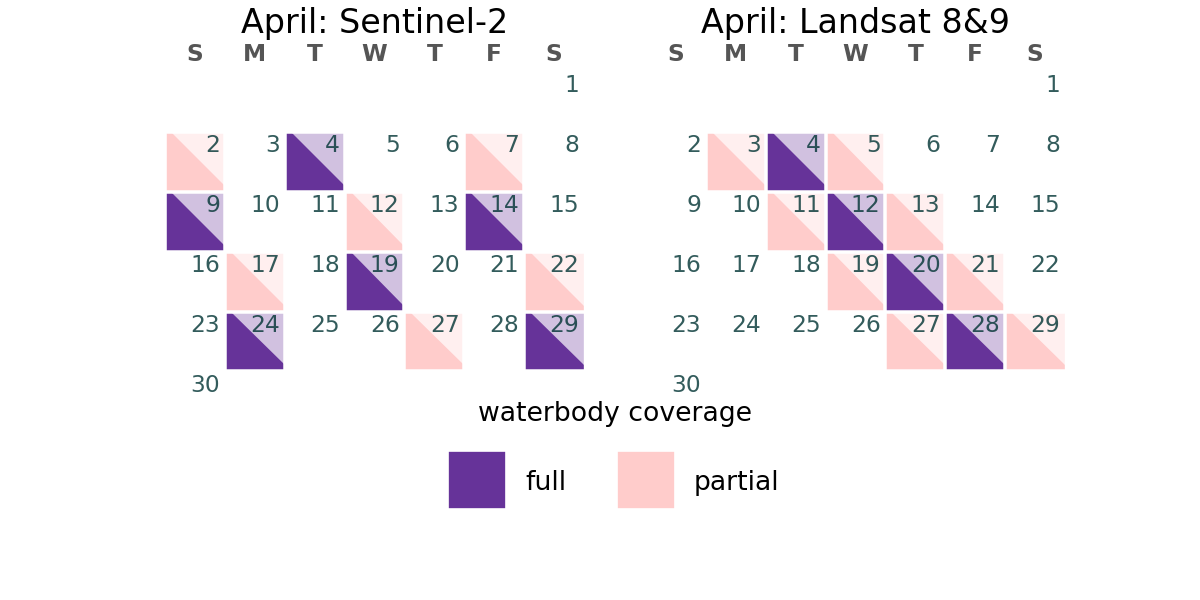 April: Sentinel-2
S M T W T F S
1
2 3 4 5 6 7 8
9 10 11 12 13 14 15
16 17 18 19 20 21 22
23 24 25 26 27 28 29
30
April: Landsat 8&9
S M T W T F S
1
2 3 4 5 6 7 8
9 10 11 12 13 14 15
16 17 18 19 20 21 22
23 24 25 26 27 28 29
30
waterbody coverage
full partial